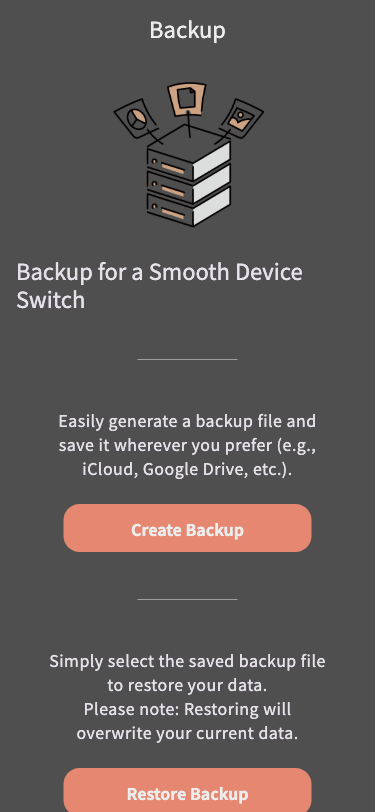 Backup
Backup for a Smooth Device
Switch
Easily generate a backup file and
save it wherever you prefer (e.g.,
iCloud, Google Drive, etc.).
Create Backup
Simply select the saved backup file
to restore your data.
Please note: Restoring will
overwrite your current data.
Restore Backup